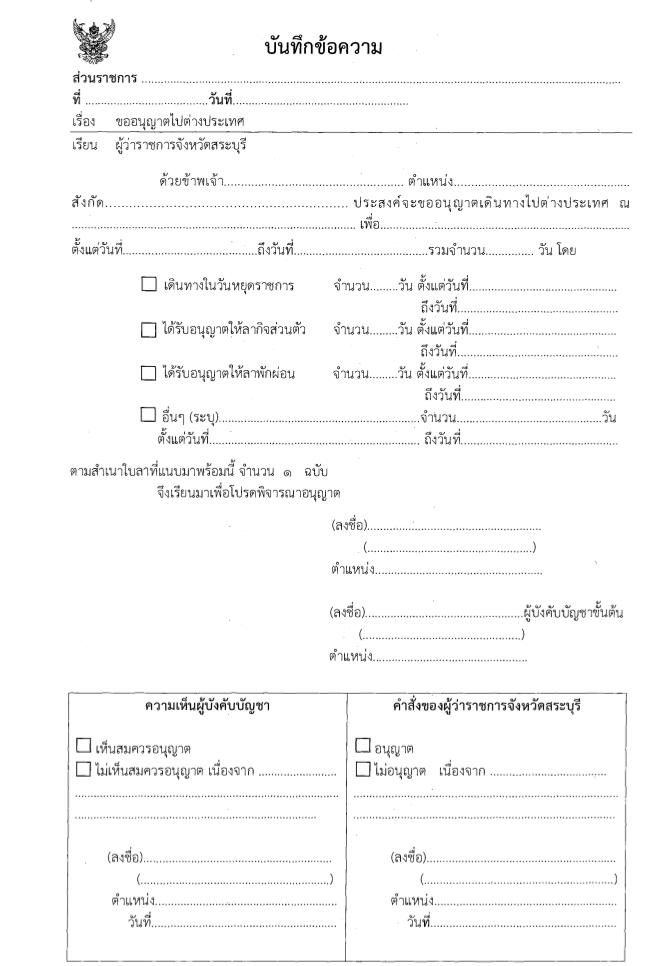 บันทึกข้อความ
ส่วนราชการ ........................................................................................................................
ที่ ......................................วันที่......................................................
เรื่อง ขออนุญาตไปต่างประเทศ
เรียน ผู้ว่าราชการจังหวัดสระบุรี
ด้วยข้าพเจ้า....................................................... ตำแหน่ง......................................................
สังกัด...................................................... ประสงค์จะขออนุญาตเดินทางไปต่างประเทศ ณ
....................................................................................... เพื่อ.............................................................................
ตั้งแต่วันที่..........................................ถึงวันที่..........................................รวมจำนวน............... วัน โดย
☐ เดินทางในวันหยุดราชการ จำนวน.........วัน ตั้งแต่วันที่..............................................
ถึงวันที่..................................................
☐ ได้รับอนุญาตให้ลากิจส่วนตัว จำนวน.........วัน ตั้งแต่วันที่..............................................
ถึงวันที่..................................................
☐ ได้รับอนุญาตให้ลาพักผ่อน จำนวน.........วัน ตั้งแต่วันที่..............................................
ถึงวันที่..................................................
☐ อื่นๆ (ระบุ)..............................................................จำนวน.............................................วัน
ตั้งแต่วันที่................................................................. ถึงวันที่.................................................
ตามสำเนาใบลาที่แนบมาพร้อมนี้ จำนวน ๑ ฉบับ
จึงเรียนมาเพื่อโปรดพิจารณาอนุญาต
(ลงชื่อ)......................................................
(....................................................)
ตำแหน่ง....................................................
(ลงชื่อ).................................................ผู้บังคับบัญชาขั้นต้น
(.................................................)
ตำแหน่ง................................................
ความเห็นผู้บังคับบัญชา
☐ เห็นสมควรอนุญาต
☐ ไม่เห็นสมควรอนุญาต เนื่องจาก ........................
..................................................................................
...........................................................................
(ลงชื่อ)...........................................................
(...........................................................)
ตำแหน่ง.........................................................
วันที่..........................................................
คำสั่งของผู้ว่าราชการจังหวัดสระบุรี
☐ อนุญาต
☐ ไม่อนุญาต เนื่องจาก ....................................
..................................................................................
..................................................................................
(ลงชื่อ)...........................................................
(...........................................................)
ตำแหน่ง.........................................................
วันที่..........................................................